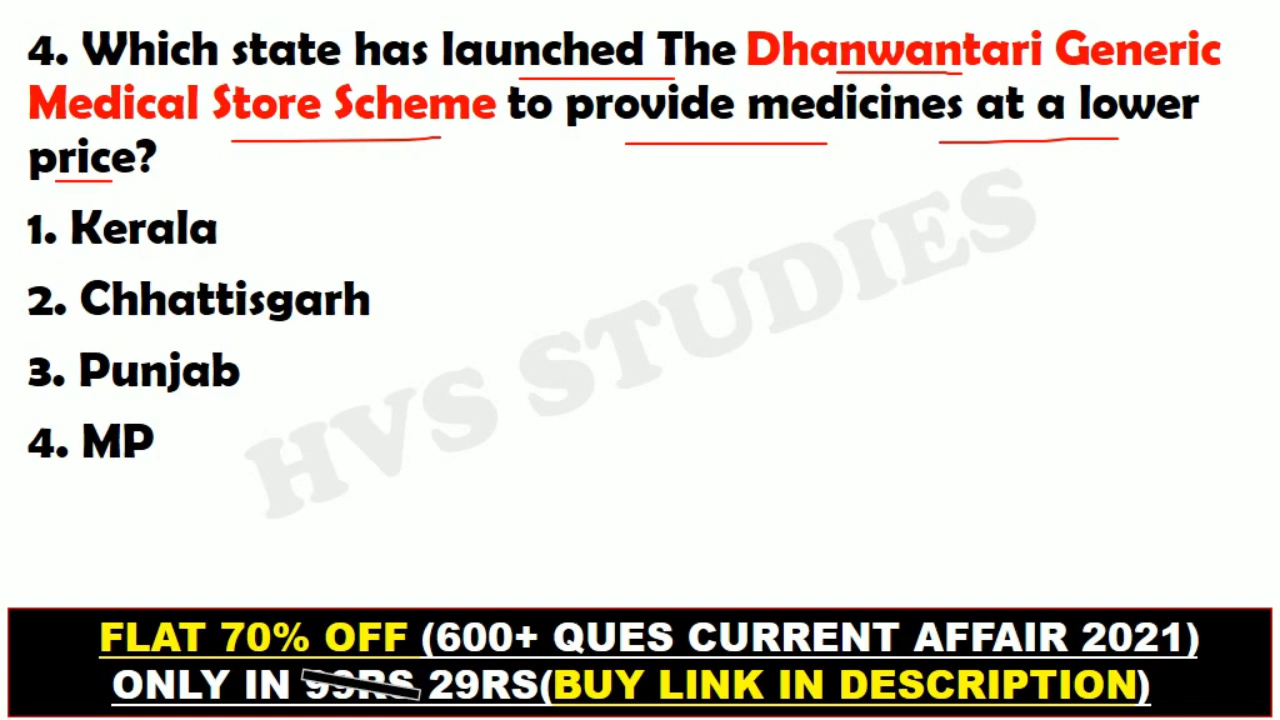 4. Which state has launched The Dhanwantari Generic
Medical Store Scheme to provide medicines at a lower
price?
1. Kerala
2. Chhattisgarh
3. Punjab
4. MP
HVS STUDIES
FLAT 70% OFF (600+ QUES CURRENT AFFAIR 2021)
ONLY IN 99RS 29RS(BUY LINK IN DESCRIPTION)